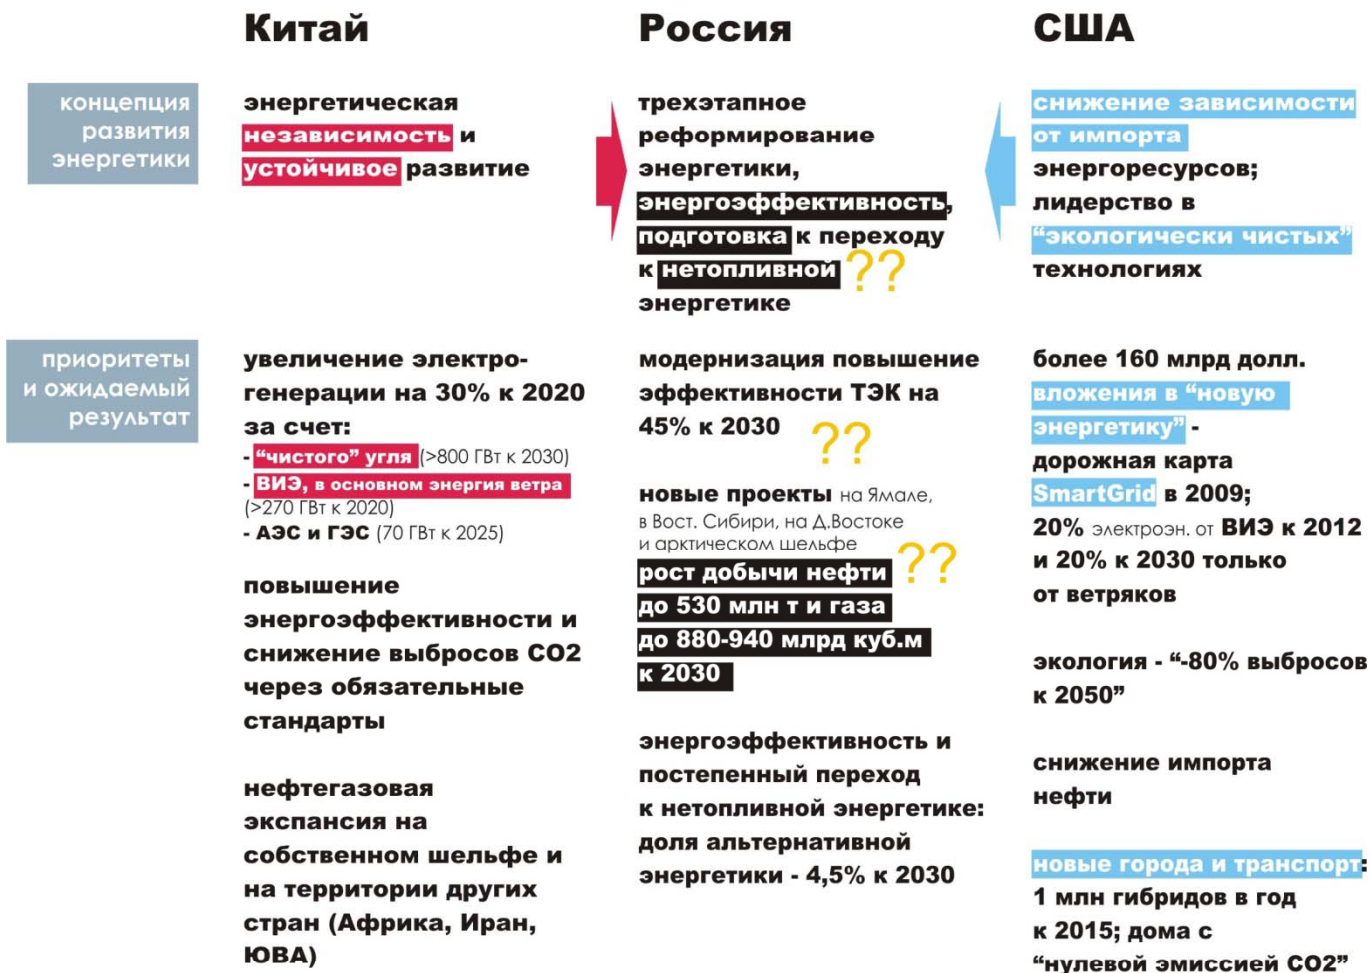 Китай
Россия
США
концепция
развития
энергетики
энергетическая
независимость и
устойчивое развитие
трехэтапное
реформирование
энергетики,
энергоэффективность,
подготовка к переходу
к нетопливной ??
энергетике
снижение зависимости
от импорта
энергоресурсов;
лидерство в
“экологически чистых”
технологиях
приоритеты
и ожидаемый
результат
увеличение электро-
генерации на 30% к 2020
за счет:
- “чистого” угля (>800 ГВт к 2030)
- ВИЭ, в основном энергия ветра
(>270 ГВт к 2020)
- АЭС и ГЭС (70 ГВт к 2025)
повышение
энергоэффективности и
снижение выбросов СО2
через обязательные
стандарты
нефтегазовая
экспансия на
собственном шельфе и
на территории других
стран (Африка, Иран,
ЮВА)
модернизация повышение
эффективности ТЭК на
45% к 2030 ??
новые проекты на Ямале,
в Вост. Сибири, на Д.Востоке
и арктическом шельфе
рост добычи нефти ??
до 530 млн т и газа
до 880-940 млрд куб.м
к 2030
энергоэффективность и
постепенный переход
к нетопливной энергетике:
доля альтернативной
энергетики - 4,5% к 2030
более 160 млрд долл.
вложения в “новую
энергетику” -
дорожная карта
SmartGrid в 2009;
20% электроэн. от ВИЭ к 2012
и 20% к 2030 только
от ветряков
экология - “-80% выбросов
к 2050”
снижение импорта
нефти
новые города и транспорт:
1 млн гибридов в год
к 2015; дома с
“нулевой эмиссией СО2”